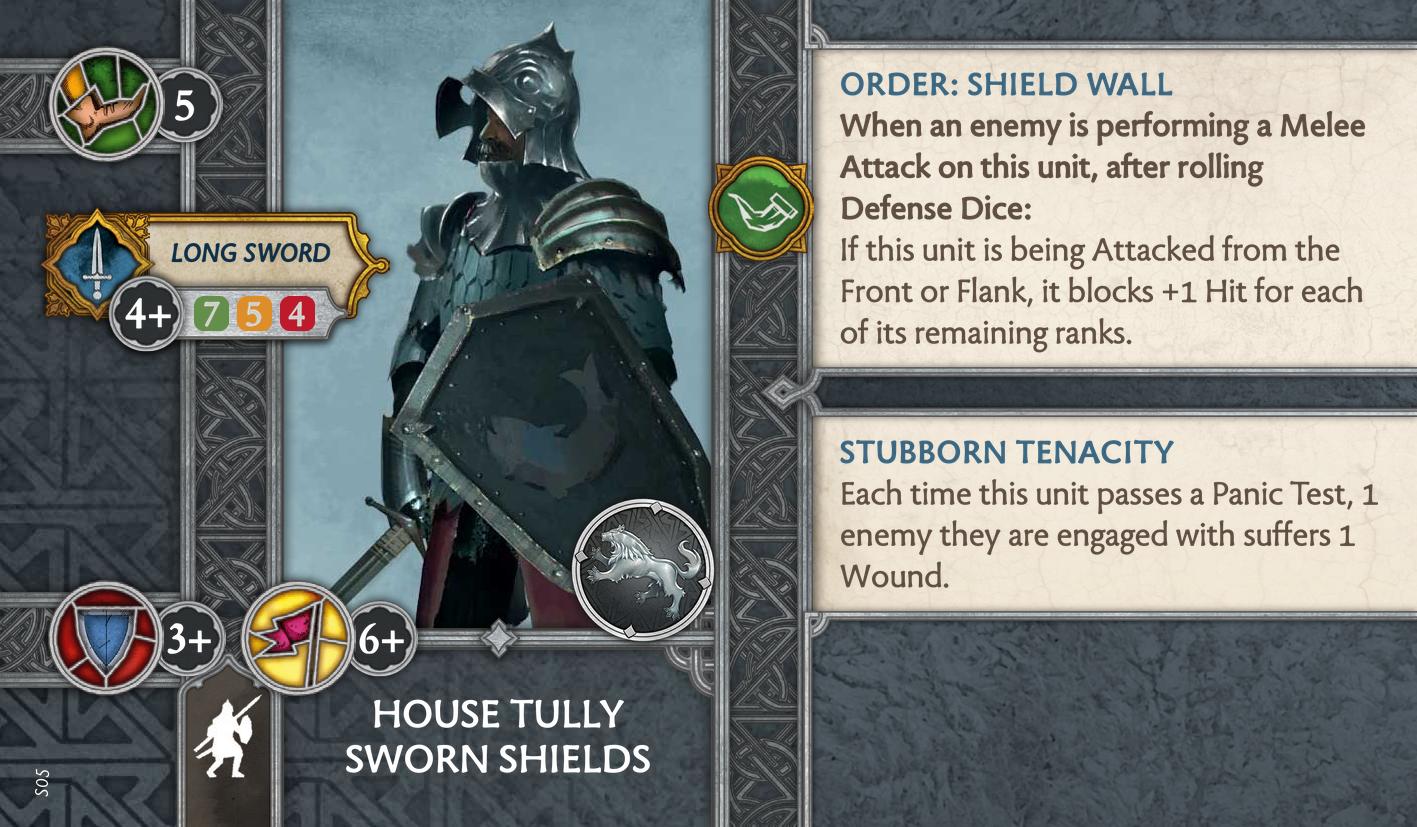 5
LONG SWORD
4+ 7 5 4
3+ 6+
HOUSE TULLY
SWORN SHIELDS
S05
ORDER: SHIELD WALL
When an enemy is performing a Melee
Attack on this unit, after rolling
Defense Dice:
If this unit is being Attacked from the
Front or Flank, it blocks +1 Hit for each
of its remaining ranks.
STUBBORN TENACITY
Each time this unit passes a Panic Test, 1
enemy they are engaged with suffers 1
Wound.